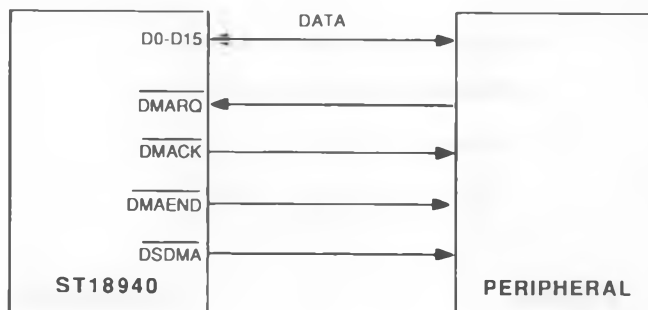 DATA
D0-D15
DMARQ
DMACK
DMAEND
DSDMA
ST18940
PERIPHERAL